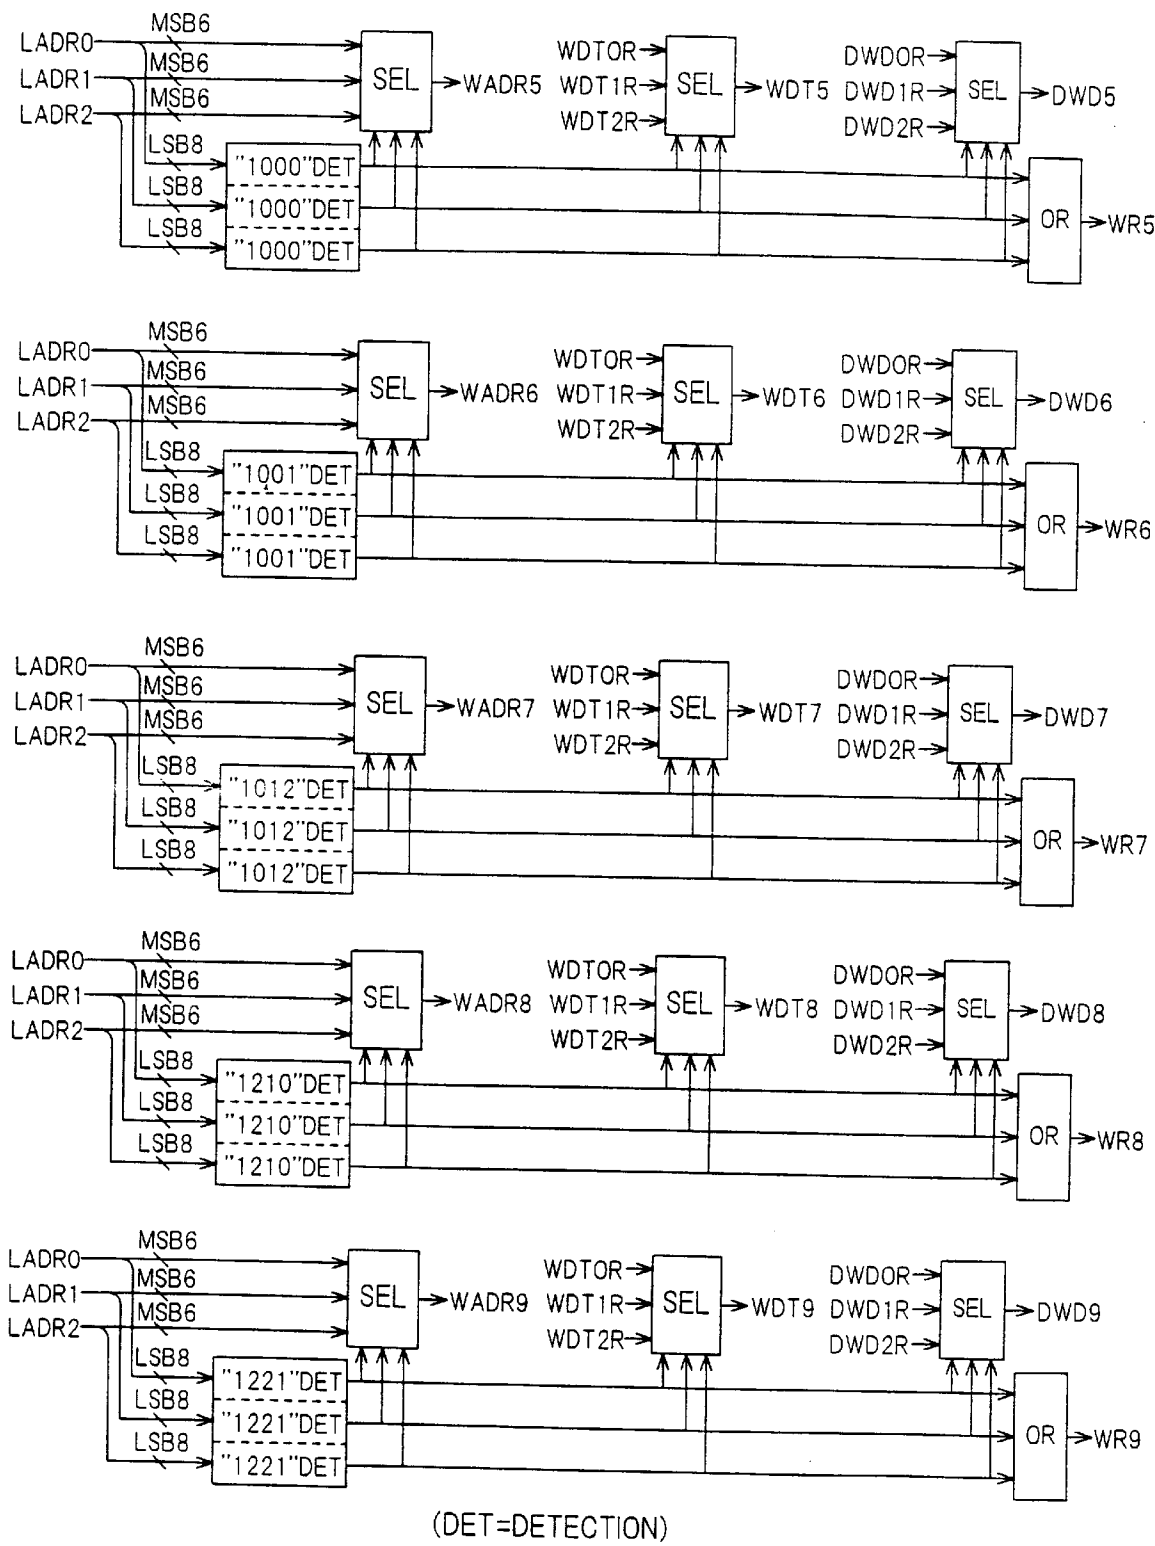 LADR0 MSB6
LADR1 MSB6 SEL WADR5
LADR2 MSB6
WDT0R
WDT1R SEL WDT5
WDT2R
DWD0R
DWD1R SEL DWD5
DWD2R
LSB8 "1000"DET
LSB8 "1000"DET OR WR5
LSB8 "1000"DET
LADR0 MSB6
LADR1 MSB6 SEL WADR6
LADR2 MSB6
WDT0R
WDT1R SEL WDT6
WDT2R
DWD0R
DWD1R SEL DWD6
DWD2R
LSB8 "1001"DET
LSB8 "1001"DET OR WR6
LSB8 "1001"DET
LADR0 MSB6
LADR1 MSB6 SEL WADR7
LADR2 MSB6
WDT0R
WDT1R SEL WDT7
WDT2R
DWD0R
DWD1R SEL DWD7
DWD2R
LSB8 "1012"DET
LSB8 "1012"DET OR WR7
LSB8 "1012"DET
LADR0 MSB6
LADR1 MSB6 SEL WADR8
LADR2 MSB6
WDT0R
WDT1R SEL WDT8
WDT2R
DWD0R
DWD1R SEL DWD8
DWD2R
LSB8 "1210"DET
LSB8 "1210"DET OR WR8
LSB8 "1210"DET
LADR0 MSB6
LADR1 MSB6 SEL WADR9
LADR2 MSB6
WDT0R
WDT1R SEL WDT9
WDT2R
DWD0R
DWD1R SEL DWD9
DWD2R
LSB8 "1221"DET
LSB8 "1221"DET OR WR9
LSB8 "1221"DET
(DET=DETECTION)